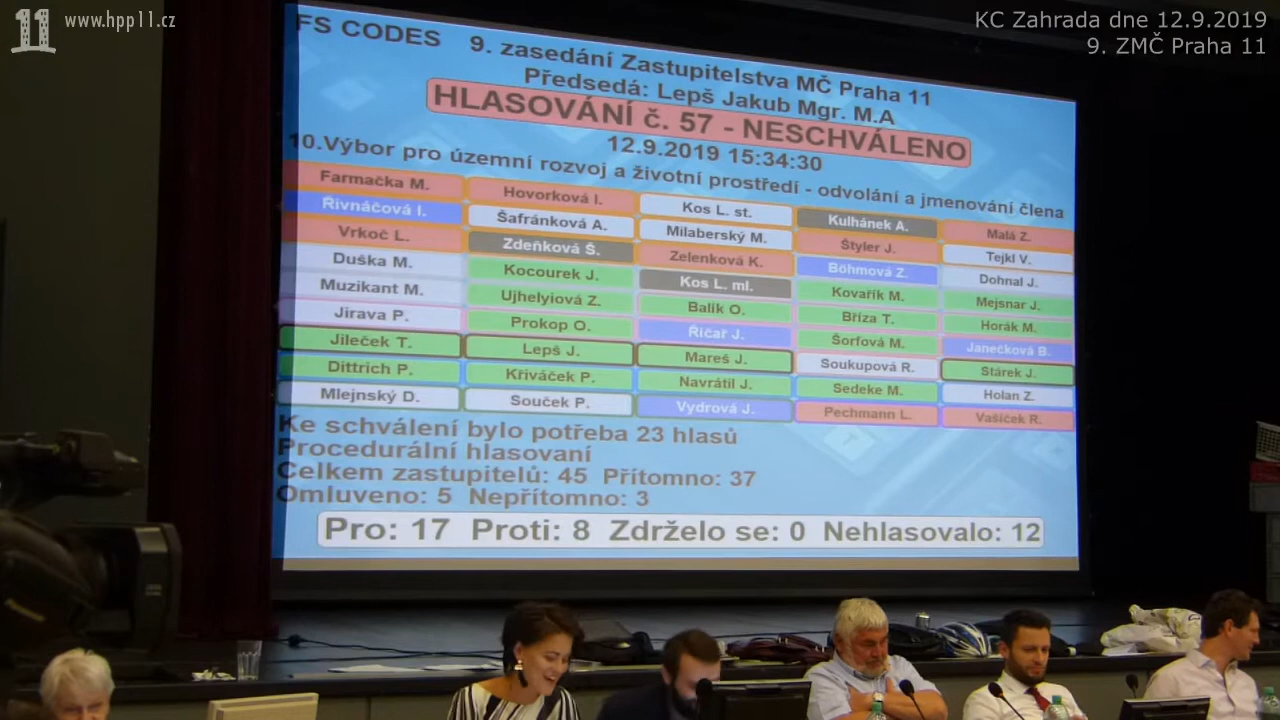 11 www.hpp11.cz
KC Zahrada dne 12.9.2019
9. ZMČ Praha 11
FS CODES 9. zasedání Zastupitelstva MČ Praha 11
Předsedá: Lepš Jakub Mgr. M.A
HLASOVÁNÍ č. 57 - NESCHVÁLENO
12.9.2019 15:34:30
10.Výbor pro územní rozvoj a životní prostředí - odvolání a jmenování člena
Farmačka M. Hovorková I. Kos L. st. Kulhánek A. Malá Z.
Řivnáčová I. Šafránková A. Milaberský M. Štyler J. Tejkl V.
Vrkoč L. Zdeňková Š. Zelenková K. Böhmová Z. Dohnal J.
Duška M. Kocourek J. Kos L. ml. Kovařík M. Mejsnar J.
Muzikant M. Ujhelyiová Z. Balík O. Bříza T. Horák M.
Jirava P. Prokop O. Říčař J. Šorfová M. Janečková B.
Jileček T. Lepš J. Mareš J. Soukupová R. Stárek J.
Dittrich P. Křiváček P. Navrátil J. Sedeke M. Holan Z.
Mlejnský D. Souček P. Vydrová J. Pechmann L. Vašíček R.
Ke schválení bylo potřeba 23 hlasů
Procedurální hlasovaní
Celkem zastupitelů: 45 Přítomno: 37
Omluveno: 5 Nepřítomno: 3
Pro: 17 Proti: 8 Zdrželo se: 0 Nehlasovalo: 12